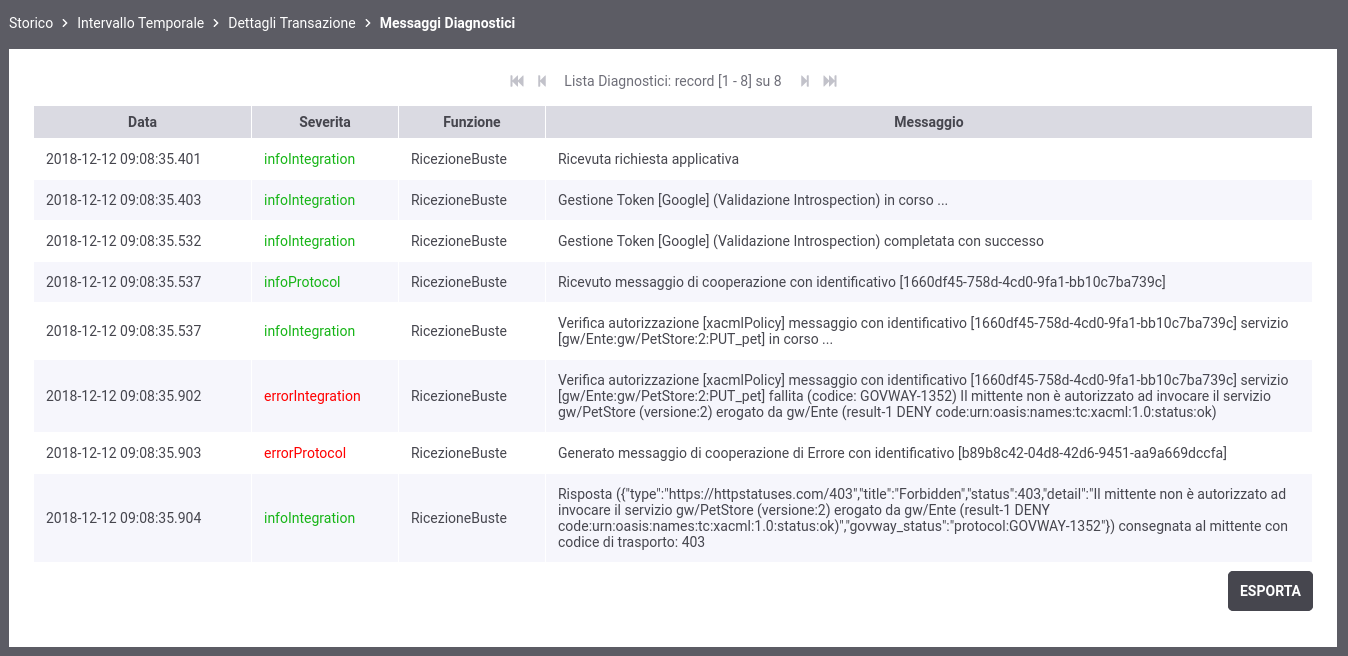 Storico > Intervallo Temporale > Dettagli Transazione > Messaggi Diagnostici
Lista Diagnostici: record [1 - 8] su 8
Data Severita Funzione Messaggio
2018-12-12 09:08:35.401 infoIntegration RicezioneBuste Ricevuta richiesta applicativa
2018-12-12 09:08:35.403 infoIntegration RicezioneBuste Gestione Token [Google] (Validazione Introspection) in corso ...
2018-12-12 09:08:35.532 infoIntegration RicezioneBuste Gestione Token [Google] (Validazione Introspection) completata con successo
2018-12-12 09:08:35.537 infoProtocol RicezioneBuste Ricevuto messaggio di cooperazione con identificativo [1660df45-758d-4cd0-9fa1-bb10c7ba739c]
2018-12-12 09:08:35.537 infoIntegration RicezioneBuste Verifica autorizzazione [xacmlPolicy] messaggio con identificativo [1660df45-758d-4cd0-9fa1-bb10c7ba739c] servizio
[gw/Ente:gw/PetStore:2:PUT_pet] in corso ...
2018-12-12 09:08:35.902 errorIntegration RicezioneBuste Verifica autorizzazione [xacmlPolicy] messaggio con identificativo [1660df45-758d-4cd0-9fa1-bb10c7ba739c] servizio
[gw/Ente:gw/PetStore:2:PUT_pet] fallita (codice: GOVWAY-1352) Il mittente non è autorizzato ad invocare il servizio
gw/PetStore (versione:2) erogato da gw/Ente (result-1 DENY code:urn:oasis:names:tc:xacml:1.0:status:ok)
2018-12-12 09:08:35.903 errorProtocol RicezioneBuste Generato messaggio di cooperazione di Errore con identificativo [b89b8c42-04d8-42d6-9451-aa9a669dccfa]
2018-12-12 09:08:35.904 infoIntegration RicezioneBuste Risposta ({"type":"https://httpstatuses.com/403","title":"Forbidden","status":403,"detail":"Il mittente non è autorizzato ad
invocare il servizio gw/PetStore (versione:2) erogato da gw/Ente (result-1 DENY
code:urn:oasis:names:tc:xacml:1.0:status:ok)","govway_status":"protocol:GOVWAY-1352"}) consegnata al mittente con
codice di trasporto: 403
ESPORTA